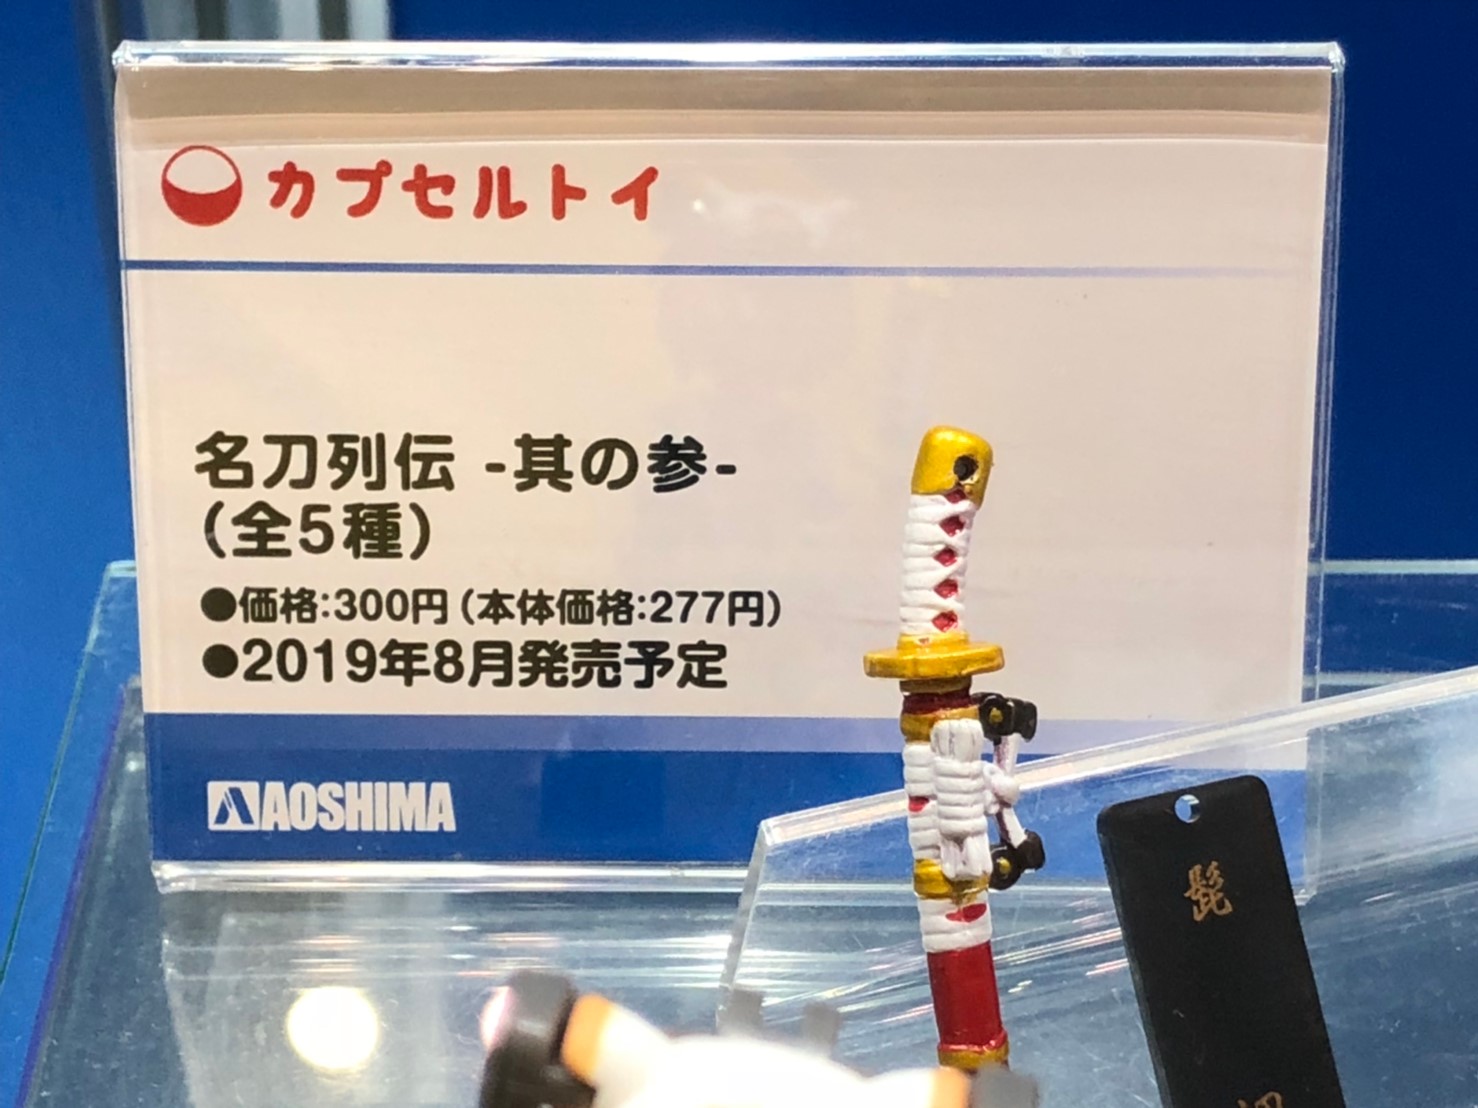 カプセルトイ
名刀列伝 -其の参-
(全5種)
●価格:300円(本体価格:277円)
●2019年8月発売予定
AOSHIMA
髭